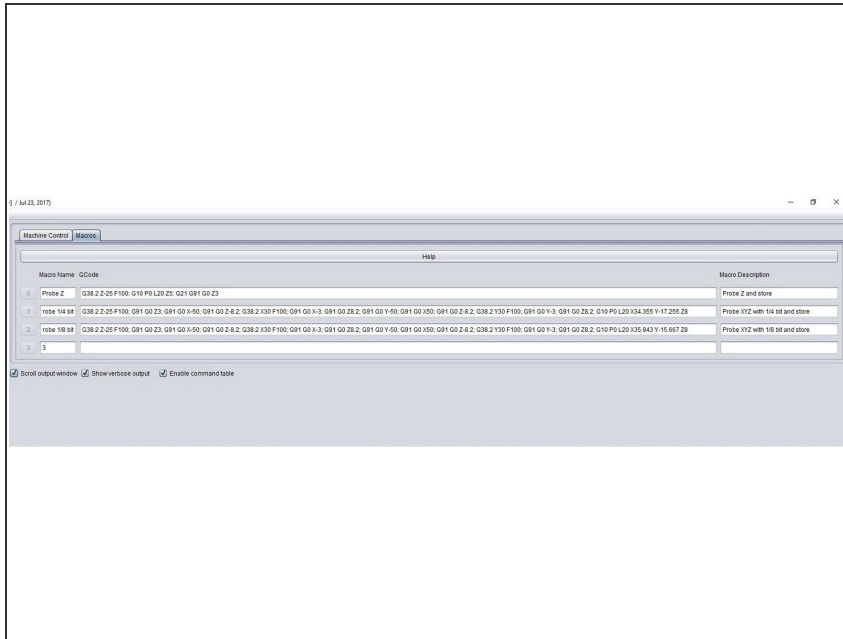 -] / Jul 23, 2017)
Machine Control Macros
Help
Macro Name GCode Macro Description
0 Probe Z G38.2 Z-25 F100; G10 P0 L20 Z5; G21 G91 G0 Z3 Probe Z and store
1 robe 1/4 bit G38.2 Z-25 F100; G91 G0 Z3; G91 G0 X-50; G91 G0 Z-8.2; G38.2 X30 F100; G91 G0 X-3; G91 G0 Z8.2; G91 G0 Y-50; G91 G0 X50; G91 G0 Z-8.2; G38.2 Y30 F100; G91 G0 Y-3; G91 G0 Z8.2; G10 P0 L20 X34.355 Y-17.255 Z8 Probe XYZ with 1/4 bit and store
2 robe 1/8 bit G38.2 Z-25 F100; G91 G0 Z3; G91 G0 X-50; G91 G0 Z-8.2; G38.2 X30 F100; G91 G0 X-3; G91 G0 Z8.2; G91 G0 Y-50; G91 G0 X50; G91 G0 Z-8.2; G38.2 Y30 F100; G91 G0 Y-3; G91 G0 Z8.2; G10 P0 L20 X35.943 Y-15.667 Z8 Probe XYZ with 1/8 bit and store
3 3
Scroll output window Show verbose output Enable command table